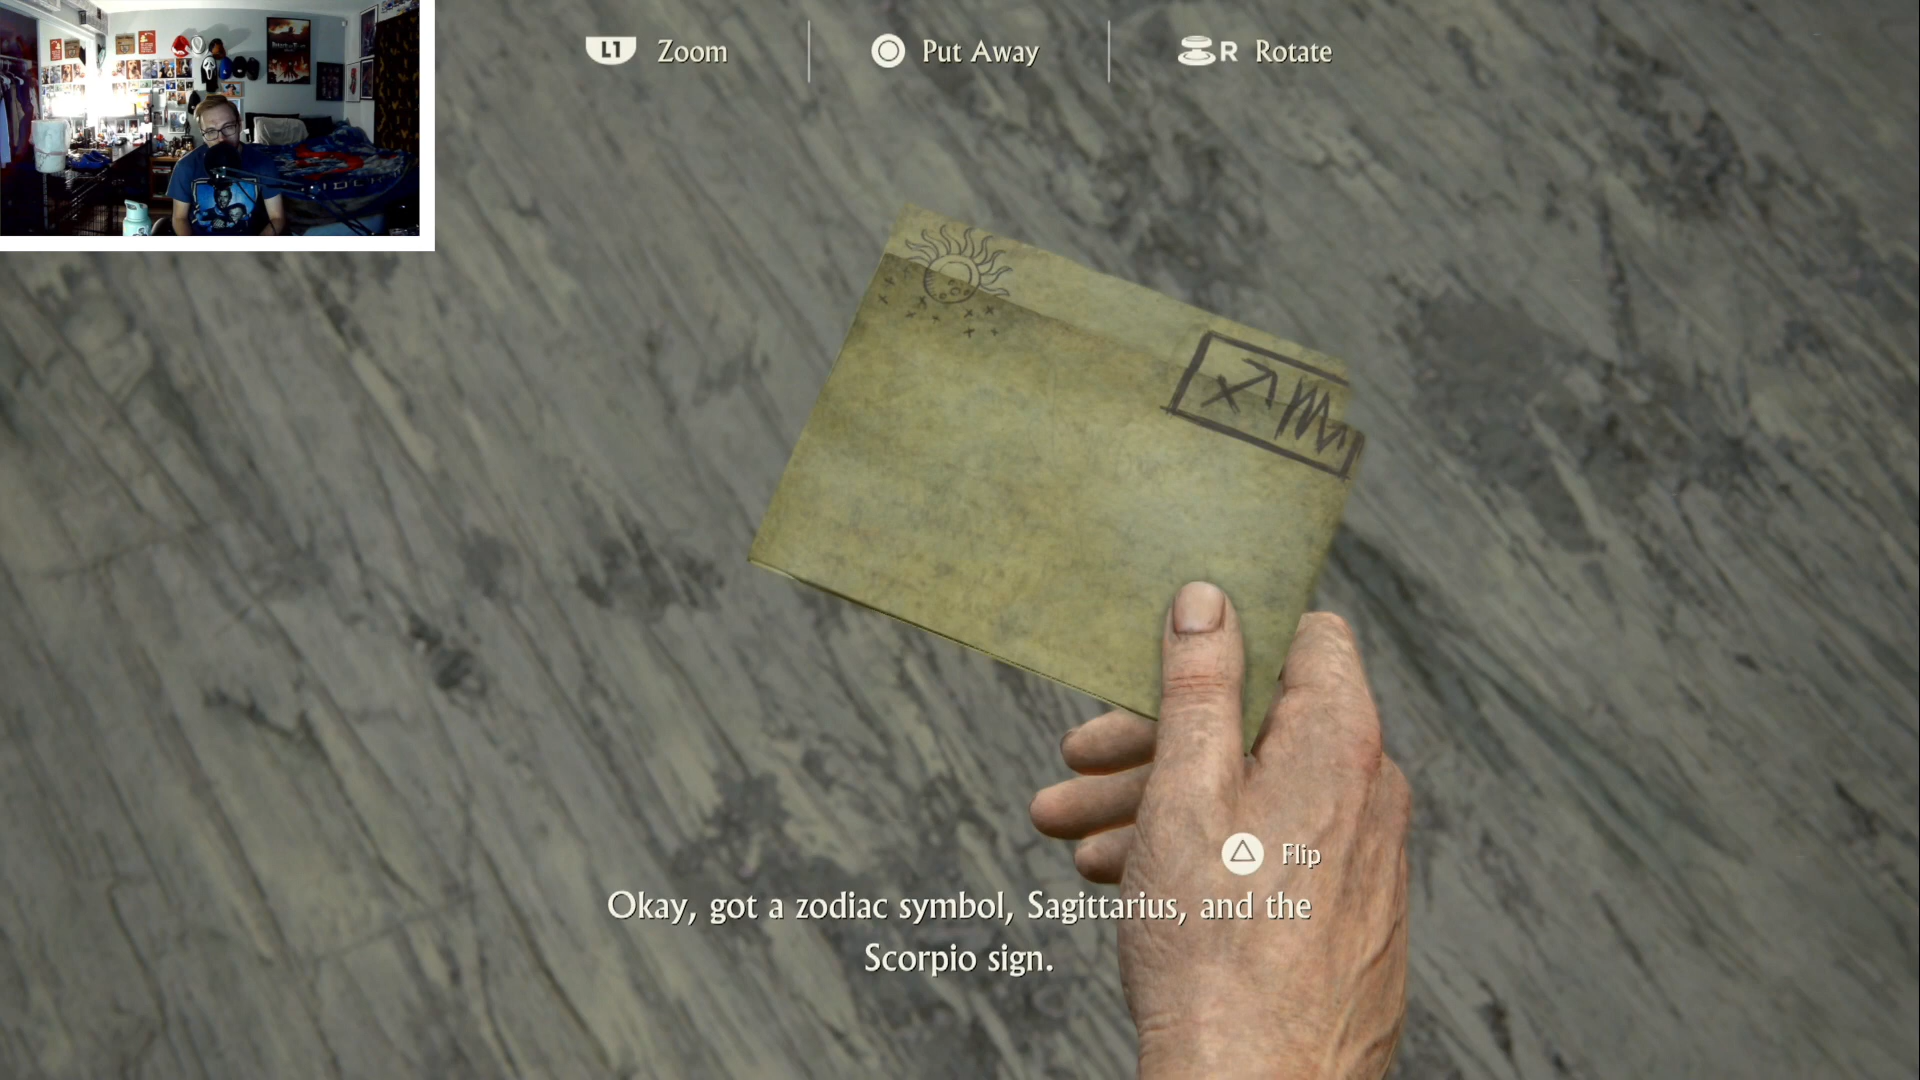 L1 Zoom
Put Away
R Rotate
Flip
Okay, got a zodiac symbol, Sagittarius, and the
Scorpio sign.